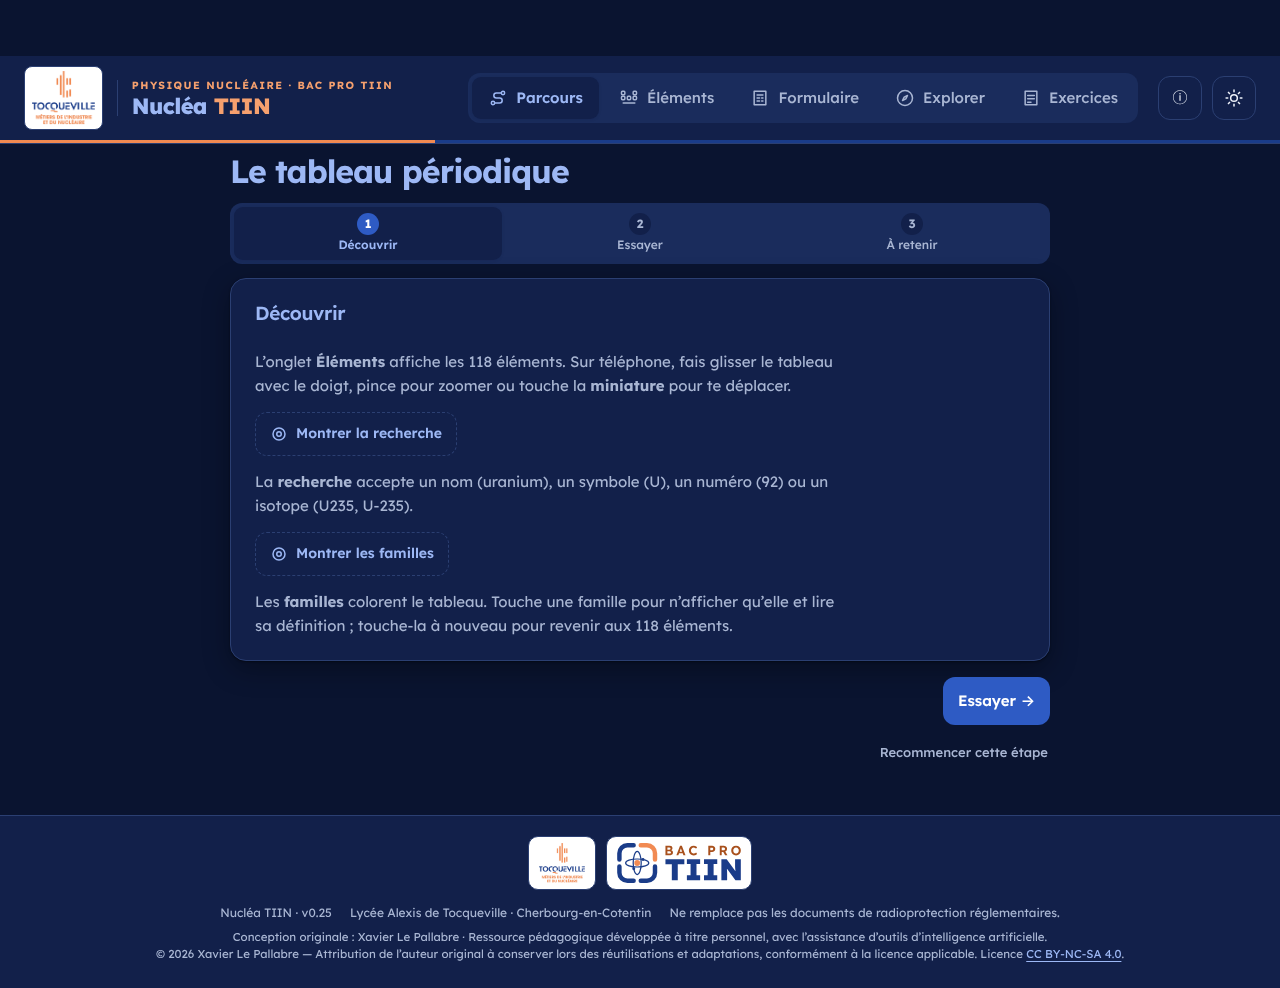 TOCQUEVILLE
MÉTIERS DE L'INDUSTRIE
ET DU NUCLÉAIRE
PHYSIQUE NUCLÉAIRE · BAC PRO TIIN
Nucléa TIIN
Parcours
Éléments
Formulaire
Explorer
Exercices
Le tableau périodique
1
Découvrir
2
Essayer
3
À retenir
Découvrir
L’onglet Éléments affiche les 118 éléments. Sur téléphone, fais glisser le tableau
avec le doigt, pince pour zoomer ou touche la miniature pour te déplacer.
Montrer la recherche
La recherche accepte un nom (uranium), un symbole (U), un numéro (92) ou un
isotope (U235, U-235).
Montrer les familles
Les familles colorent le tableau. Touche une famille pour n’afficher qu’elle et lire
sa définition ; touche-la à nouveau pour revenir aux 118 éléments.
Essayer →
Recommencer cette étape
TOCQUEVILLE
MÉTIERS DE L'INDUSTRIE
ET DU NUCLÉAIRE
BAC PRO
TIIN
Nucléa TIIN · v0.25 Lycée Alexis de Tocqueville · Cherbourg-en-Cotentin Ne remplace pas les documents de radioprotection réglementaires.
Conception originale : Xavier Le Pallabre · Ressource pédagogique développée à titre personnel, avec l’assistance d’outils d’intelligence artificielle.
© 2026 Xavier Le Pallabre — Attribution de l’auteur original à conserver lors des réutilisations et adaptations, conformément à la licence applicable. Licence CC BY-NC-SA 4.0.